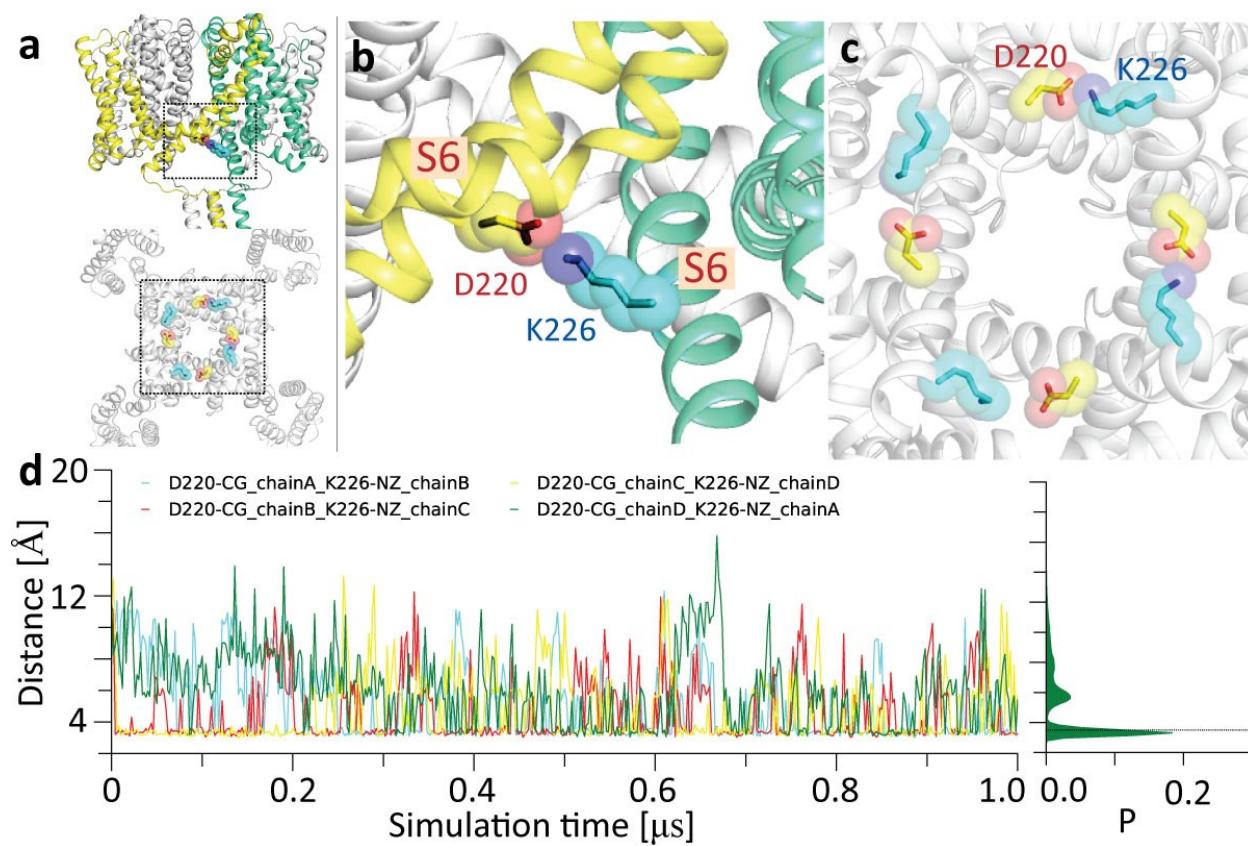 a
b
S6
D220
K226
S6
c
D220
K226
d
D220-CG_chainA_K226-NZ_chainB
D220-CG_chainC_K226-NZ_chainD
D220-CG_chainB_K226-NZ_chainC
D220-CG_chainD_K226-NZ_chainA
20
12
4
Distance [Å]
0
0.2
0.4
0.6
0.8
1.0
Simulation time [µs]
0.0
0.2
P